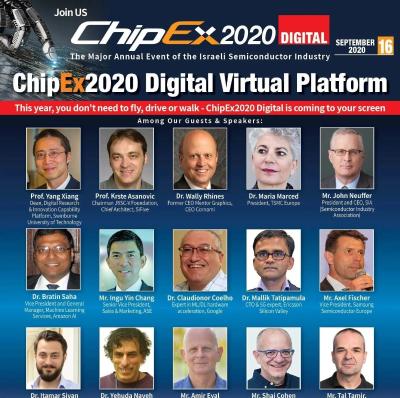 Join US
ChipEx2020 DIGITAL
SEPTEMBER 16
2020
The Major Annual Event of the Israeli Semiconductor Industry
ChipEx2020 Digital Virtual Platform
This year, you don't need to fly, drive or walk - ChipEx2020 Digital is coming to your screen
Among Our Guests & Speakers:
Prof. Yang Xiang
Dean, Digital Research
& Innovation Capability
Platform, Swinburne
University of Technology
Prof. Krste Asanovic
Chairman RISC-V Foundation,
Chief Architect, SiFive
Dr. Wally Rhines
Former CEO Mentor Graphics,
CEO Cornami
Dr. Maria Marced
President, TSMC Europe
Mr. John Neuffer
President and CEO, SIA
(Semiconductor Industry
Association)
Dr. Bratin Saha
Vice President and General
Manager, Machine Learning
Services, Amazon AI
Mr. Ingu Yin Chang
Senior Vice President,
Sales & Marketing, ASE
Dr. Claudionor Coelho
Expert in ML/DL hardware
acceleration, Google
Dr. Mallik Tatipamula
CTO & 5G expert, Ericsson
Silicon Valley
Mr. Axel Fischer
Vice President, Samsung
Semiconductor Europe
Dr. Itamar Sivan
Dr. Yehuda Naveh
Mr. Amir Eyal
Mr. Shai Cohen
Mr. Tal Tamir,